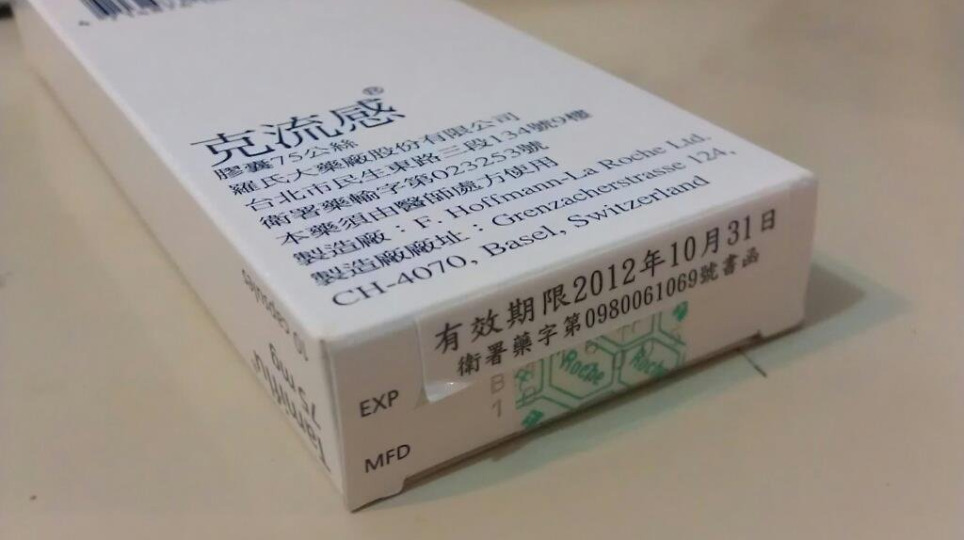 克流感®
膠囊75公絲
羅氏大藥廠股份有限公司
台北市民生東路三段134號9樓
衛署藥輸字第023253號
本藥須由醫師處方使用
製造廠：F. Hoffmann-La Roche Ltd.
製造廠廠址：Grenzacherstrasse 124,
CH-4070, Basel, Switzerland
有效期限2012年10月31日
衛署藥字第0980061069號書函
EXP
B
1
MFD
Roche
Roche
10 capsules
Tamiflu
75 mg